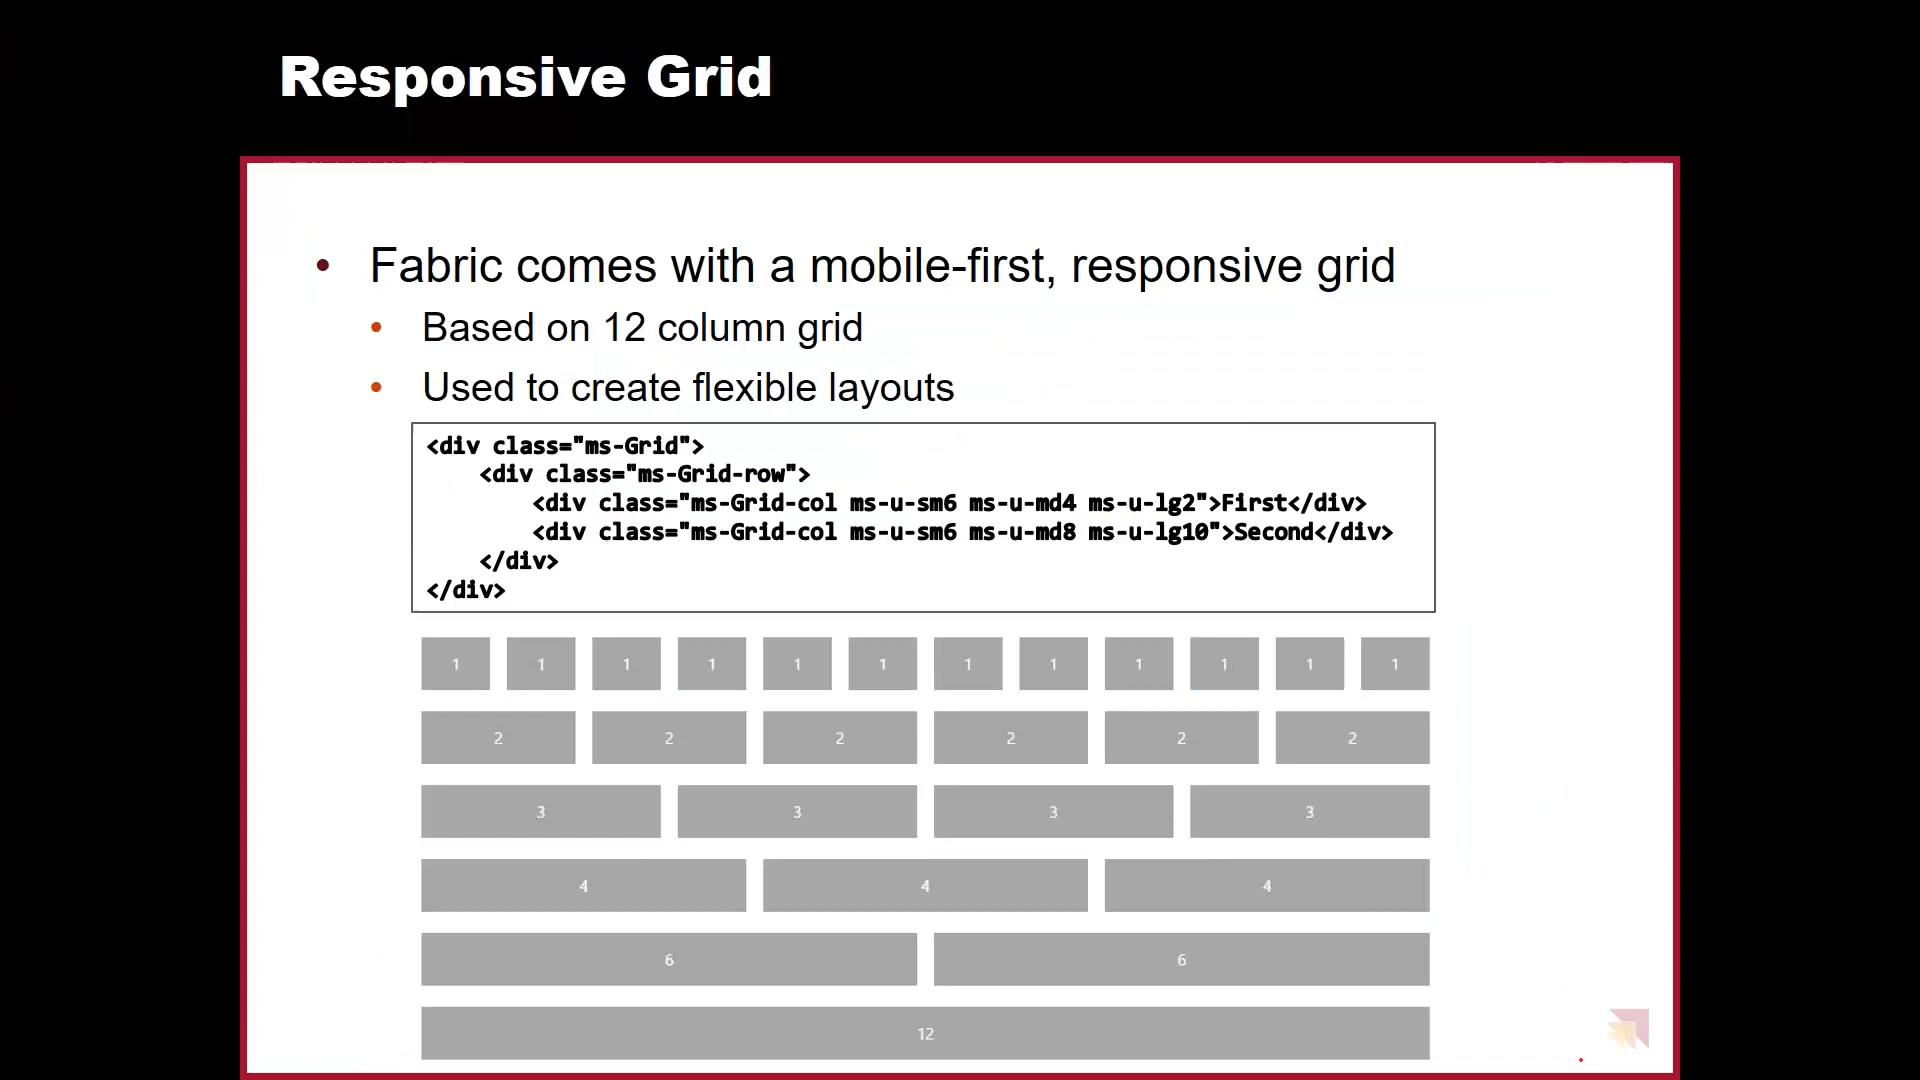 Responsive Grid
• Fabric comes with a mobile-first, responsive grid
• Based on 12 column grid
• Used to create flexible layouts
<div class="ms-Grid">
<div class="ms-Grid-row">
<div class="ms-Grid-col ms-u-sm6 ms-u-md4 ms-u-lg2">First</div>
<div class="ms-Grid-col ms-u-sm6 ms-u-md8 ms-u-lg10">Second</div>
</div>
</div>
1 1 1 1 1 1 1 1 1 1 1 1
2 2 2 2 2 2
3 3 3 3
4 4 4
6 6
12